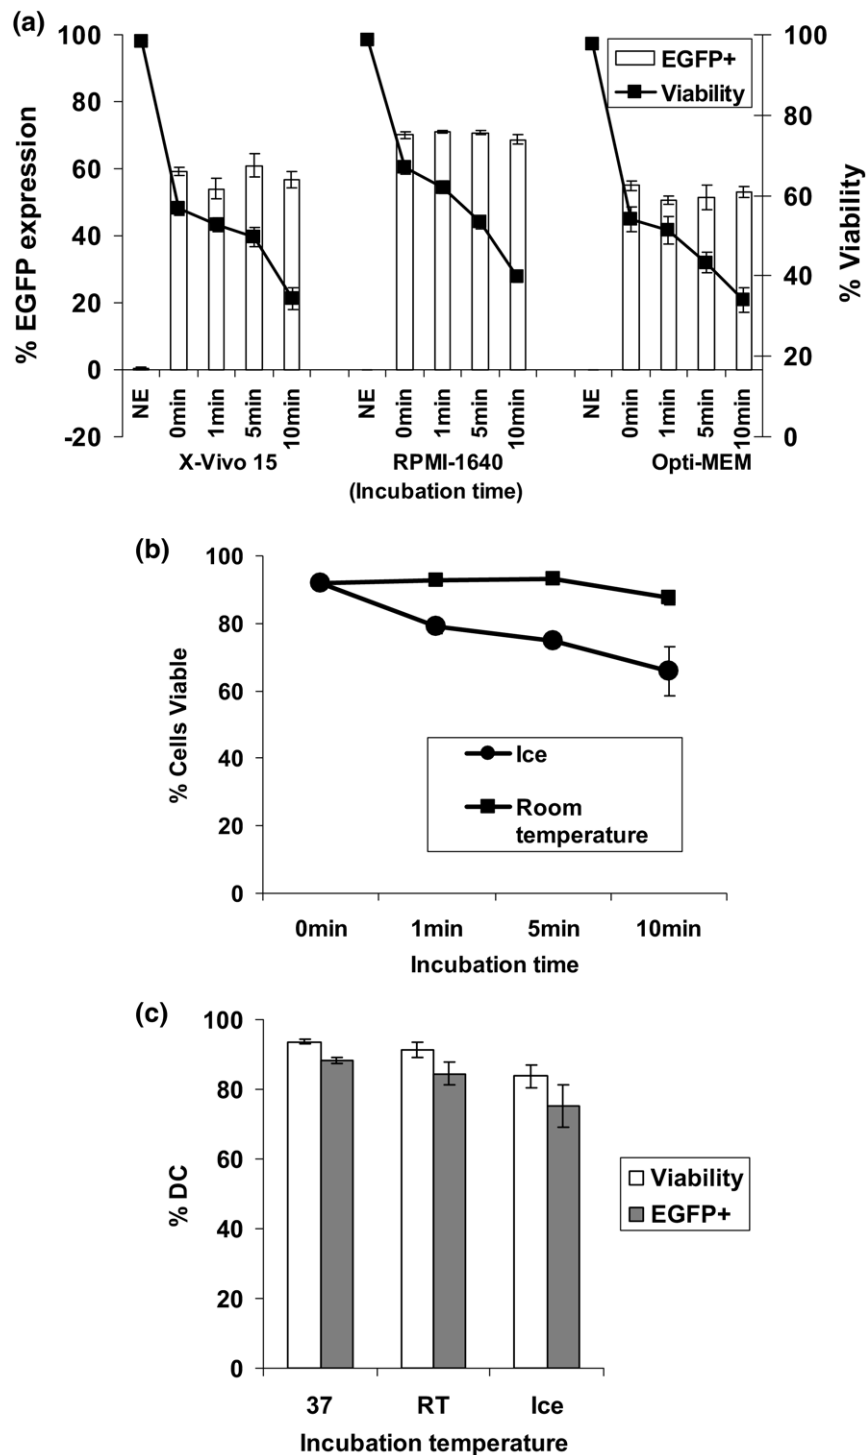 (a)
100
80
60
40
20
0
-20
% EGFP expression
EGFP+
Viability
100
80
60
40
20
0
% Viability
NE 0min 1min 5min 10min NE 0min 1min 5min 10min NE 0min 1min 5min 10min
X-Vivo 15 RPMI-1640 Opti-MEM
(Incubation time)
(b)
100
80
60
40
20
0
% Cells Viable
Ice
Room
temperature
0min 1min 5min 10min
Incubation time
(c)
100
80
60
40
20
0
% DC
Viability
EGFP+
37 RT Ice
Incubation temperature